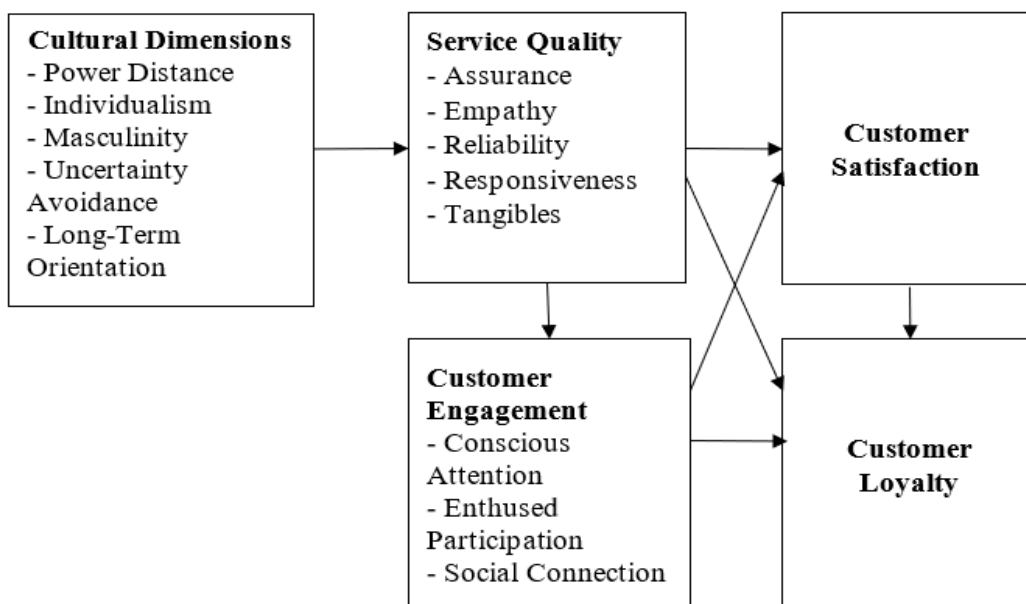 Cultural Dimensions
- Power Distance
- Individualism
- Masculinity
- Uncertainty
Avoidance
- Long-Term
Orientation
Service Quality
- Assurance
- Empathy
- Reliability
- Responsiveness
- Tangibles
Customer
Satisfaction
Customer
Engagement
- Conscious
Attention
- Enthused
Participation
- Social Connection
Customer
Loyalty